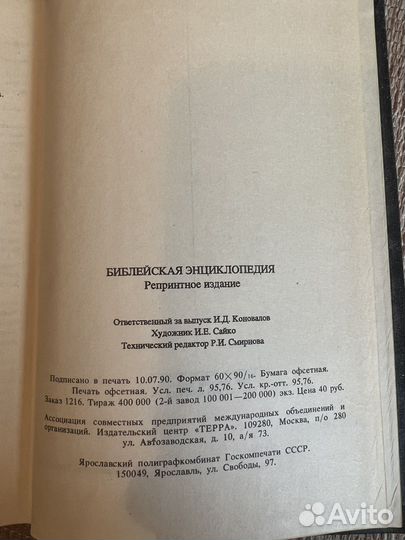 БИБЛЕЙСКАЯ ЭНЦИКЛОПЕДИЯ
Репринтное издание
Ответственный за выпуск И.Д. Коновалов
Художник И.Е. Сайко
Технический редактор Р.И. Смирнова
Подписано в печать 10.07.90. Формат 60×90/16. Бумага офсетная.
Печать офсетная. Усл. печ. л. 95,76. Усл. кр.-отт. 95,76.
Заказ 1216. Тираж 400 000 (2-й завод 100 001—200 000) экз. Цена 40 руб.
Ассоциация совместных предприятий международных объединений и
организаций. Издательский центр «ТЕРРА». 109280, Москва, п/о 280
ул. Автозаводская, д. 10, а/я 73.
Ярославский полиграфкомбинат Госкомпечати СССР.
150049, Ярославль, ул. Свободы, 97.
Avito